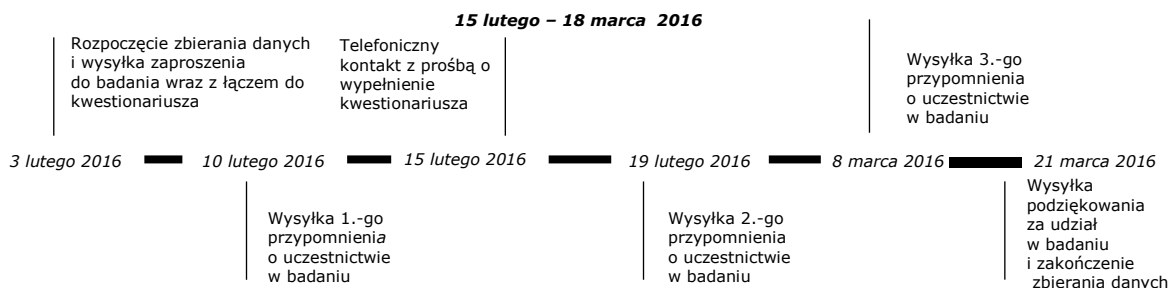 15 lutego – 18 marca 2016
Rozpoczęcie zbierania danych
i wysyłka zaproszenia
do badania wraz z łączem do
kwestionariusza
Telefoniczny
kontakt z prośbą o
wypełnienie
kwestionariusza
Wysyłka 3.-go
przypomnienia
o uczestnictwie
w badaniu
3 lutego 2016
10 lutego 2016
15 lutego 2016
19 lutego 2016
8 marca 2016
21 marca 2016
Wysyłka 1.-go
przypomnienia
o uczestnictwie
w badaniu
Wysyłka 2.-go
przypomnienia
o uczestnictwie
w badaniu
Wysyłka
podziękowania
za udział
w badaniu
i zakończenie
zbierania danych